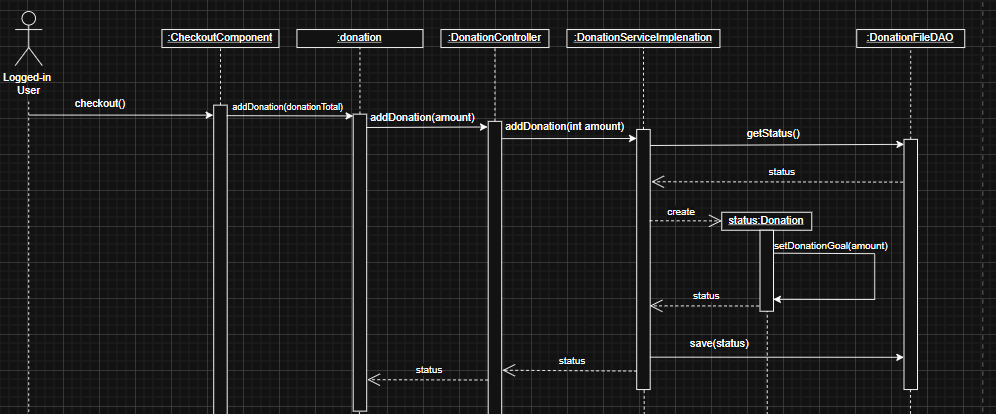 :CheckoutComponent
:donation
:DonationController
:DonationServiceImplenation
:DonationFileDAO
Logged-in
User
checkout()
addDonation(donationTotal)
addDonation(amount)
addDonation(int amount)
getStatus()
status
create
status:Donation
setDonationGoal(amount)
status
save(status)
status
status